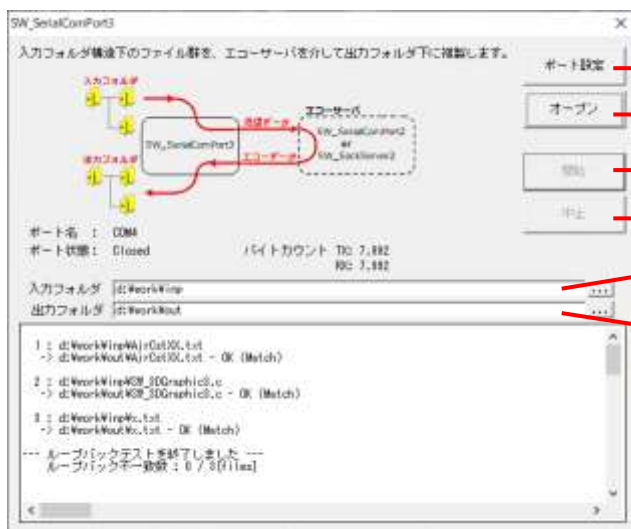 SW_SerialComPort3
入力フォルダ構造下のファイル群を、エコーサーバを介して出力フォルダ下に複製します。
ポート設定
入力フォルダ
オープン
エコーサーバ
送信データ
SW_SerialComPort2
or
SW_SockServer2
SW_SerialComPort3
エコーデータ
出力フォルダ
開始
中止
ポート名 : COM4
ポート状態: Closed
バイトカウント TX: 7,882
RX: 7,882
入力フォルダ d:¥work¥inp ...
出力フォルダ d:¥work¥out ...
1 : d:¥work¥inp¥AirCatXX.txt
-> d:¥work¥out¥AirCatXX.txt - OK (Match)
2 : d:¥work¥inp¥SW_3DGraphic3.c
-> d:¥work¥out¥SW_3DGraphic3.c - OK (Match)
3 : d:¥work¥inp¥x.txt
-> d:¥work¥out¥x.txt - OK (Match)
--- ループバックテストを終了しました ---
ループバック不一致数 : 0 / 3[files]